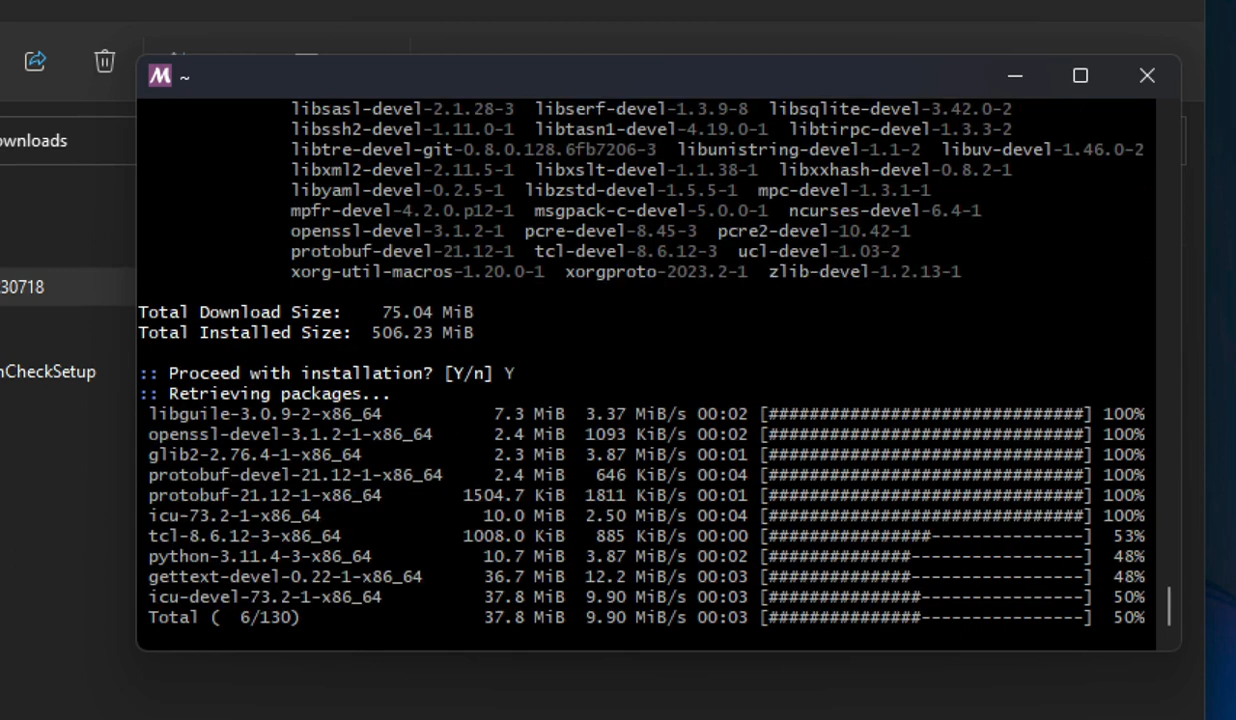 M ~
ownloads
30718
nCheckSetup
libsasl-devel-2.1.28-3 libserf-devel-1.3.9-8 libsqlite-devel-3.42.0-2
libssh2-devel-1.11.0-1 libtasn1-devel-4.19.0-1 libtirpc-devel-1.3.3-2
libtre-devel-git-0.8.0.128.6fb7206-3 libunistring-devel-1.1-2 libuv-devel-1.46.0-2
libxml2-devel-2.11.5-1 libxslt-devel-1.1.38-1 libxxhash-devel-0.8.2-1
libyaml-devel-0.2.5-1 libzstd-devel-1.5.5-1 mpc-devel-1.3.1-1
mpfr-devel-4.2.0.p12-1 msgpack-c-devel-5.0.0-1 ncurses-devel-6.4-1
openssl-devel-3.1.2-1 pcre-devel-8.45-3 pcre2-devel-10.42-1
protobuf-devel-21.12-1 tcl-devel-8.6.12-3 ucl-devel-1.03-2
xorg-util-macros-1.20.0-1 xorgproto-2023.2-1 zlib-devel-1.2.13-1
Total Download Size: 75.04 MiB
Total Installed Size: 506.23 MiB
:: Proceed with installation? [Y/n] Y
:: Retrieving packages...
libguile-3.0.9-2-x86_64 7.3 MiB 3.37 MiB/s 00:02 [###############################] 100%
openssl-devel-3.1.2-1-x86_64 2.4 MiB 1093 KiB/s 00:02 [###############################] 100%
glib2-2.76.4-1-x86_64 2.3 MiB 3.87 MiB/s 00:01 [###############################] 100%
protobuf-devel-21.12-1-x86_64 2.4 MiB 646 KiB/s 00:04 [###############################] 100%
protobuf-21.12-1-x86_64 1504.7 KiB 1811 KiB/s 00:01 [###############################] 100%
icu-73.2-1-x86_64 10.0 MiB 2.50 MiB/s 00:04 [###############################] 100%
tcl-8.6.12-3-x86_64 1008.0 KiB 885 KiB/s 00:00 [################---------------] 53%
python-3.11.4-3-x86_64 10.7 MiB 3.87 MiB/s 00:02 [##############-----------------] 48%
gettext-devel-0.22-1-x86_64 36.7 MiB 12.2 MiB/s 00:03 [##############-----------------] 48%
icu-devel-73.2-1-x86_64 37.8 MiB 9.90 MiB/s 00:03 [###############----------------] 50%
Total ( 6/130) 37.8 MiB 9.90 MiB/s 00:03 [###############----------------] 50%